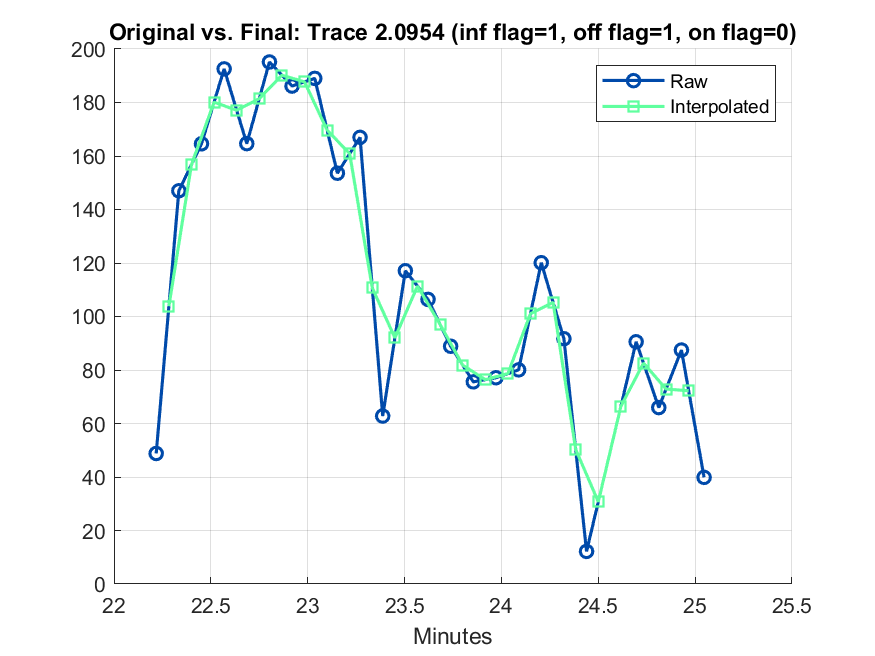 Original vs. Final: Trace 2.0954 (inf flag=1, off flag=1, on flag=0)
200
180
160
140
120
100
80
60
40
20
0
Raw
Interpolated
22 22.5 23 23.5 24 24.5 25 25.5
Minutes